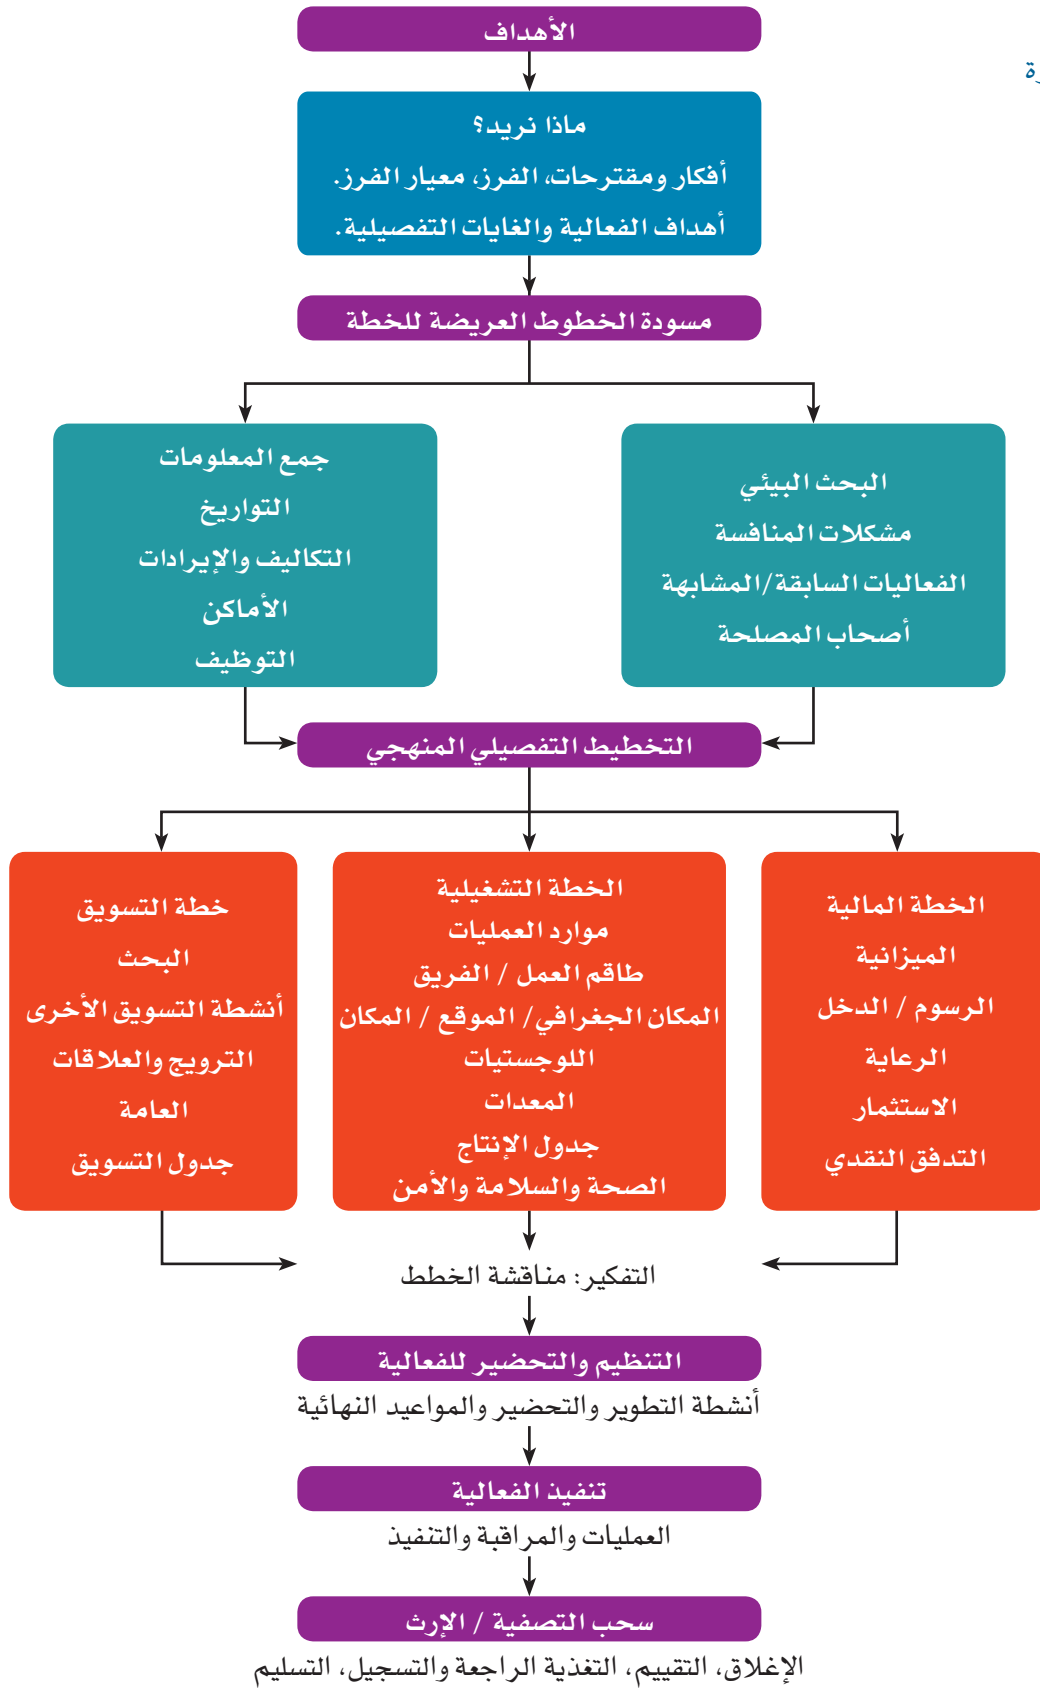 الأهداف
ماذا نريد؟
أفكار ومقترحات، الفرز، معيار الفرز.
أهداف الفعالية والغايات التفصيلية.
مسودة الخطوط العريضة للخطة
البحث البيئي
مشكلات المنافسة
الفعاليات السابقة/المشابهة
أصحاب المصلحة
جمع المعلومات
التواريخ
التكاليف والإيرادات
الأماكن
التوظيف
التخطيط التفصيلي المنهجي
الخطة المالية
الميزانية
الرسوم / الدخل
الرعاية
الاستثمار
التدفق النقدي
الخطة التشغيلية
موارد العمليات
طاقم العمل / الفريق
المكان الجغرافي/ الموقع / المكان
اللوجستيات
المعدات
جدول الإنتاج
الصحة والسلامة والأمن
خطة التسويق
البحث
أنشطة التسويق الأخرى
الترويج والعلاقات
العامة
جدول التسويق
التفكير: مناقشة الخطط
التنظيم والتحضير للفعالية
أنشطة التطوير والتحضير والمواعيد النهائية
تنفيذ الفعالية
العمليات والمراقبة والتنفيذ
سحب التصفية / الإرث
الإغلاق، التقييم، التغذية الراجعة والتسجيل، التسليم